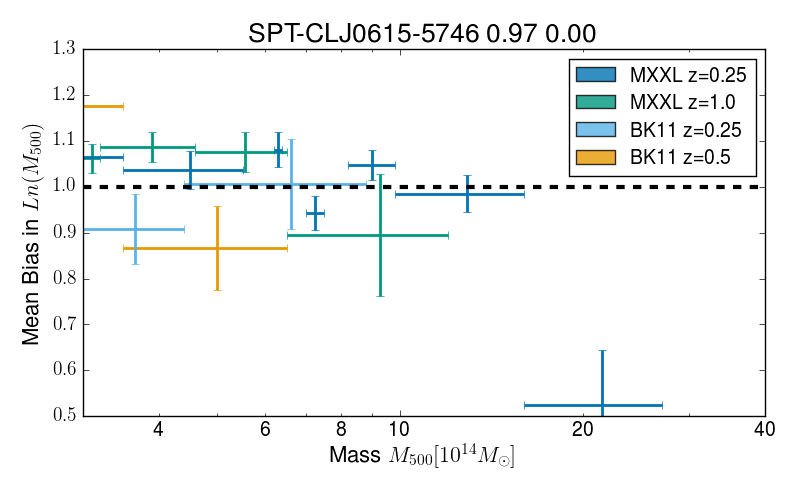 SPT-CLJ0615-5746 0.97 0.00
1.3
1.2
1.1
1.0
0.9
0.8
0.7
0.6
0.5
Mean Bias in Ln(M500)
MXXL z=0.25
MXXL z=1.0
BK11 z=0.25
BK11 z=0.5
4 6 8 10 20 40
Mass M500[10^14 M⊙]